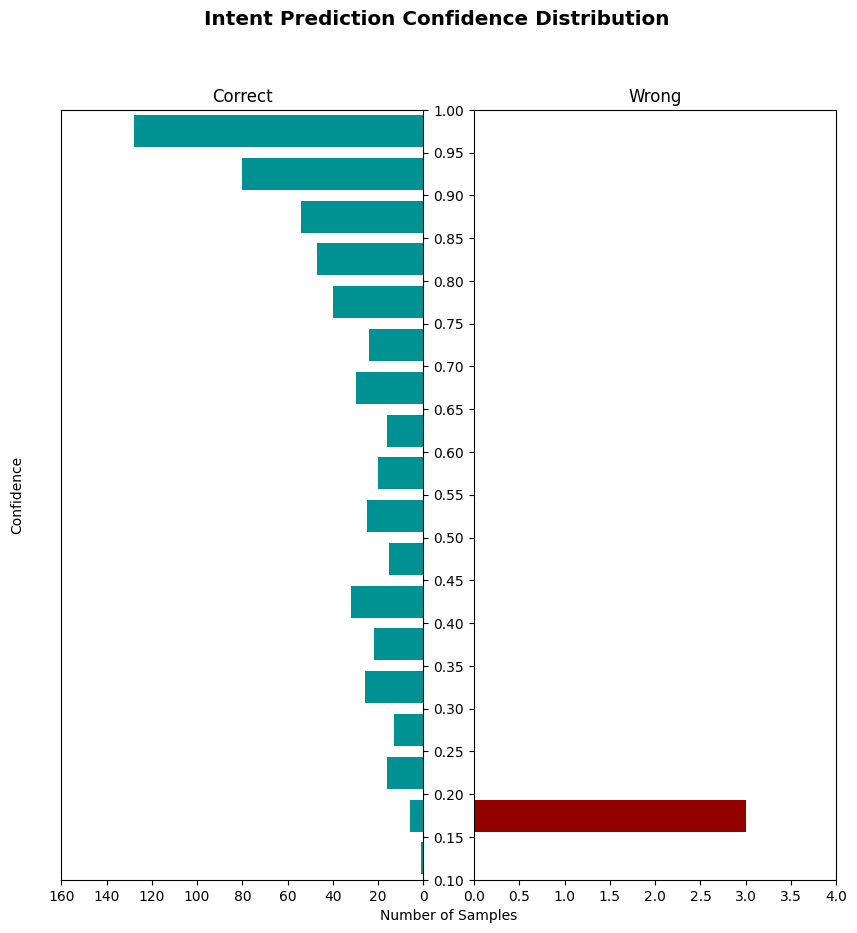 Intent Prediction Confidence Distribution
Correct
Wrong
1.00
0.95
0.90
0.85
0.80
0.75
0.70
0.65
0.60
0.55
0.50
0.45
0.40
0.35
0.30
0.25
0.20
0.15
0.10
Confidence
160 140 120 100 80 60 40 20 0
0.0 0.5 1.0 1.5 2.0 2.5 3.0 3.5 4.0
Number of Samples